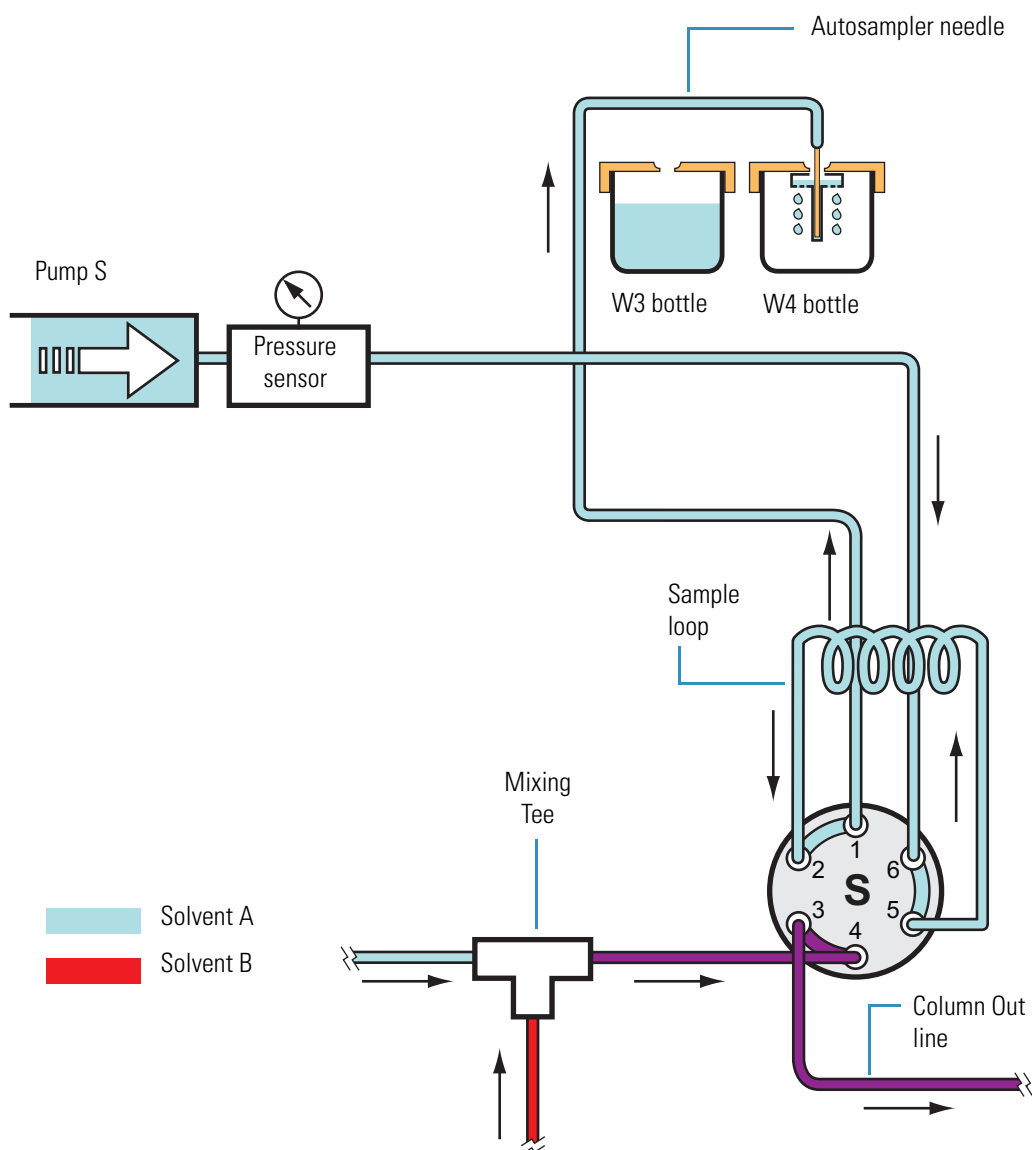 Autosampler needle
Pump S
W3 bottle
W4 bottle
Pressure
sensor
Sample
loop
Mixing
Tee
1
2
6
S
3
5
4
Solvent A
Solvent B
Column Out
line